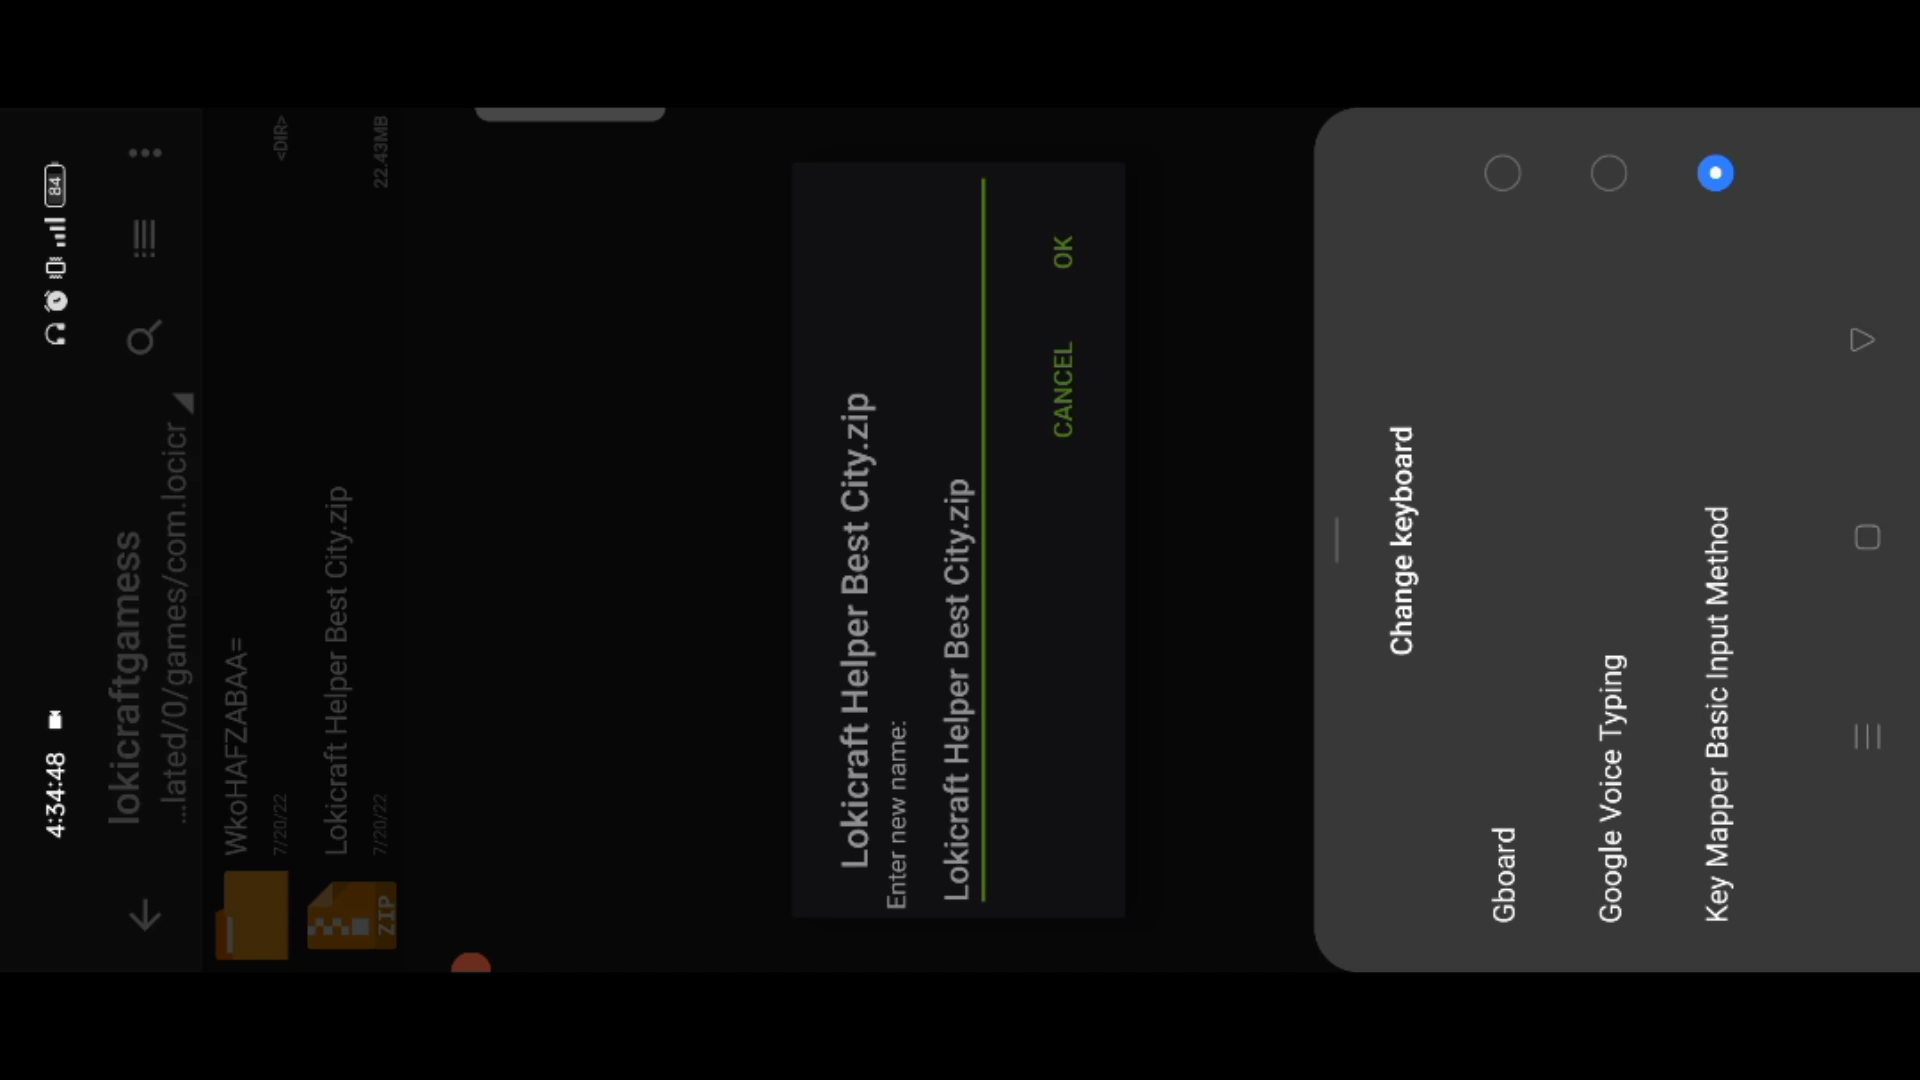 4:34:48
84
lokicraftgamess
...lated/0/games/com.locicr
WkoHAFZABAA=
7/20/22
<DIR>
Lokicraft Helper Best City.zip
7/20/22
22.43MB
ZIP
Lokicraft Helper Best City.zip
Enter new name:
Lokicraft Helper Best City.zip
CANCEL OK
Change keyboard
Gboard
Google Voice Typing
Key Mapper Basic Input Method